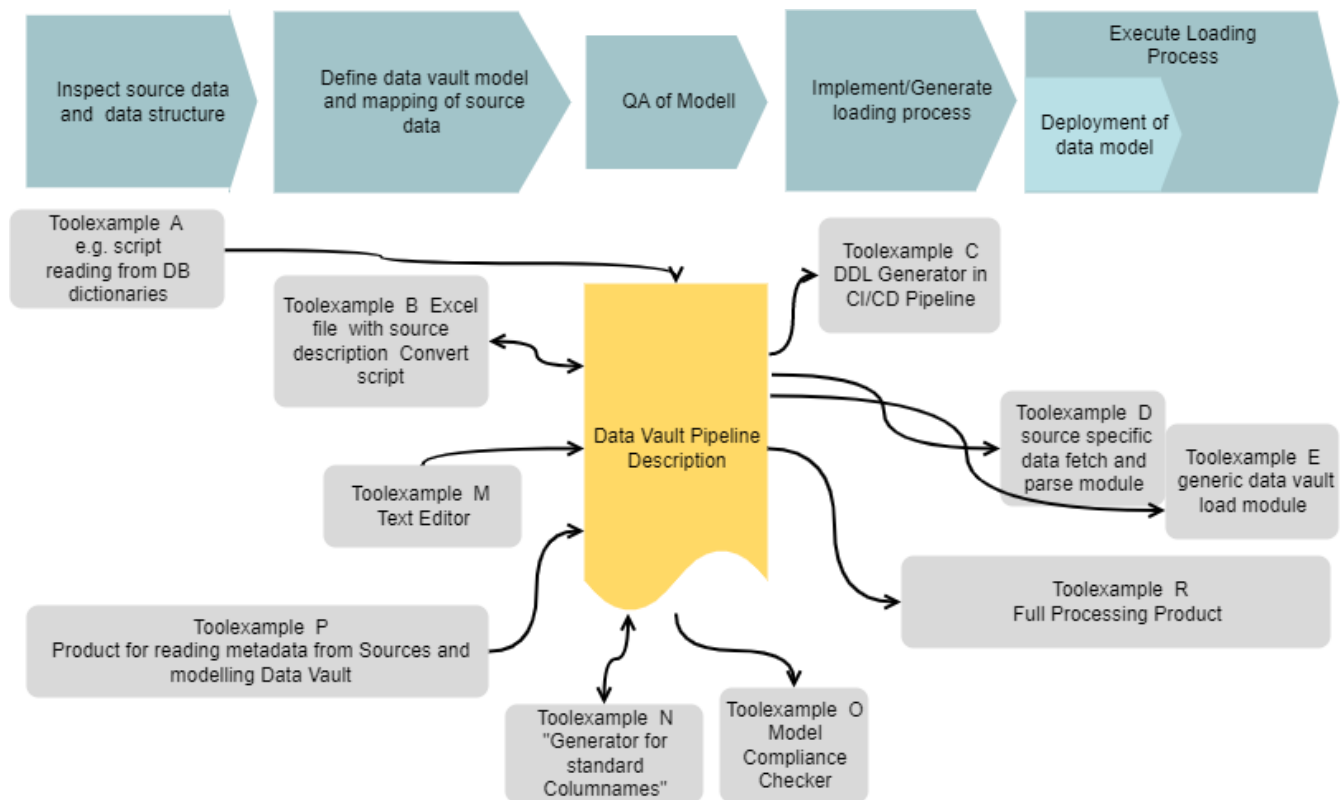 Inspect source data
and data structure
Define data vault model
and mapping of source
data
QA of Modell
Implement/Generate
loading process
Execute Loading
Process
Deployment of
data model
Toolexample A
e.g. script
reading from DB
dictionaries
Toolexample B Excel
file with source
description Convert
script
Toolexample M
Text Editor
Toolexample P
Product for reading metadata from Sources and
modelling Data Vault
Data Vault Pipeline
Description
Toolexample N
"Generator for
standard
Columnames"
Toolexample O
Model
Compliance
Checker
Toolexample C
DDL Generator in
CI/CD Pipeline
Toolexample D
source specific
data fetch and
parse module
Toolexample E
generic data vault
load module
Toolexample R
Full Processing Product